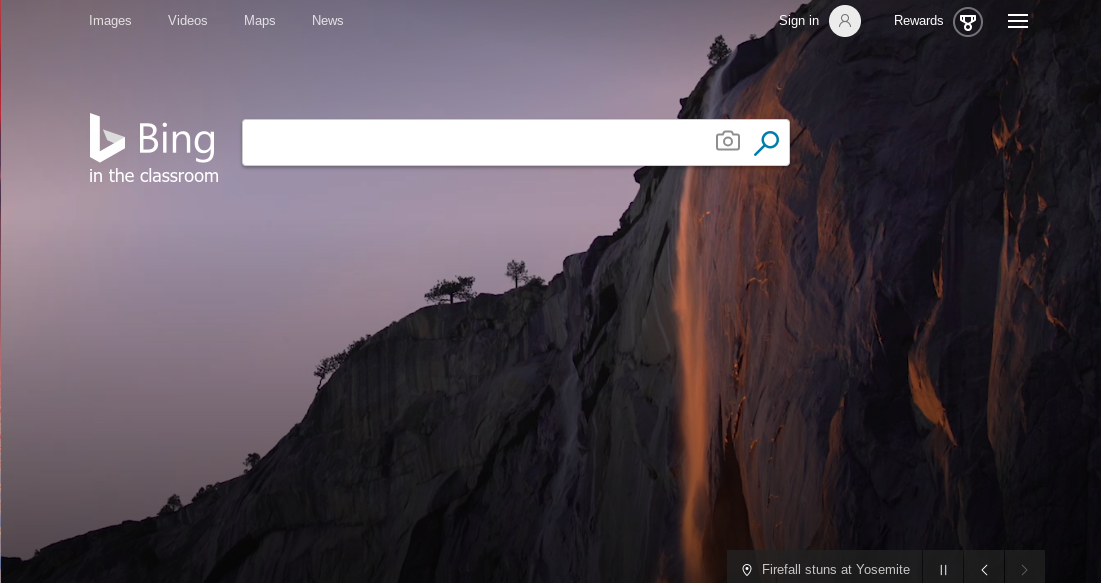 Images Videos Maps News Sign in Rewards
Bing
in the classroom
Firefall stuns at Yosemite